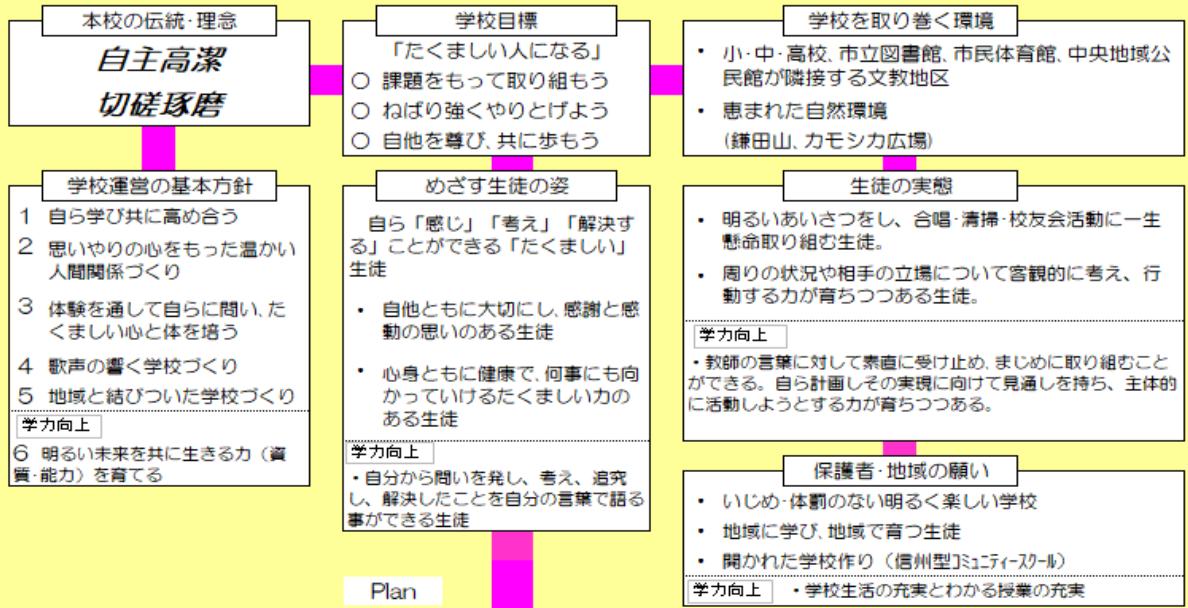 本校の伝統・理念
自主高潔
切磋琢磨
学校目標
「たくましい人になる」
○ 課題をもって取り組もう
○ ねばり強くやりとげよう
○ 自他を尊び、共に歩もう
学校を取り巻く環境
・ 小・中・高校、市立図書館、市民体育館、中央地域公
民館が隣接する文教地区
・ 恵まれた自然環境
(鎌田山、カモシカ広場)
学校運営の基本方針
1 自ら学び共に高め合う
2 思いやりの心をもった温かい
人間関係づくり
3 体験を通して自らに問い、た
くましい心と体を培う
4 歌声の響く学校づくり
5 地域と結びついた学校づくり
学力向上
6 明るい未来を共に生きる力（資
質・能力）を育てる
めざす生徒の姿
自ら「感じ」「考え」「解決す
る」ことができる「たくましい」
生徒
・ 自他ともに大切にし、感謝と感
動の思いのある生徒
・ 心身ともに健康で、何事にも向
かっていけるたくましい力の
ある生徒
学力向上
・自分から問いを発し、考え、追究
し、解決したことを自分の言葉で語る
事ができる生徒
生徒の実態
・ 明るいあいさつをし、合唱・清掃・校友会活動に一生
懸命取り組む生徒。
・ 周りの状況や相手の立場について客観的に考え、行
動する力が育ちつつある生徒。
学力向上
・教師の言葉に対して素直に受け止め、まじめに取り組むこと
ができる。自ら計画しその実現に向けて見通しを持ち、主体的
に活動しようとする力が育ちつつある。
保護者・地域の願い
・ いじめ・体罰のない明るく楽しい学校
・ 地域に学び、地域で育つ生徒
・ 開かれた学校作り（信州型ｺﾐｭﾆﾃｨｰｽｸｰﾙ）
学力向上 ・学校生活の充実とわかる授業の充実
Plan